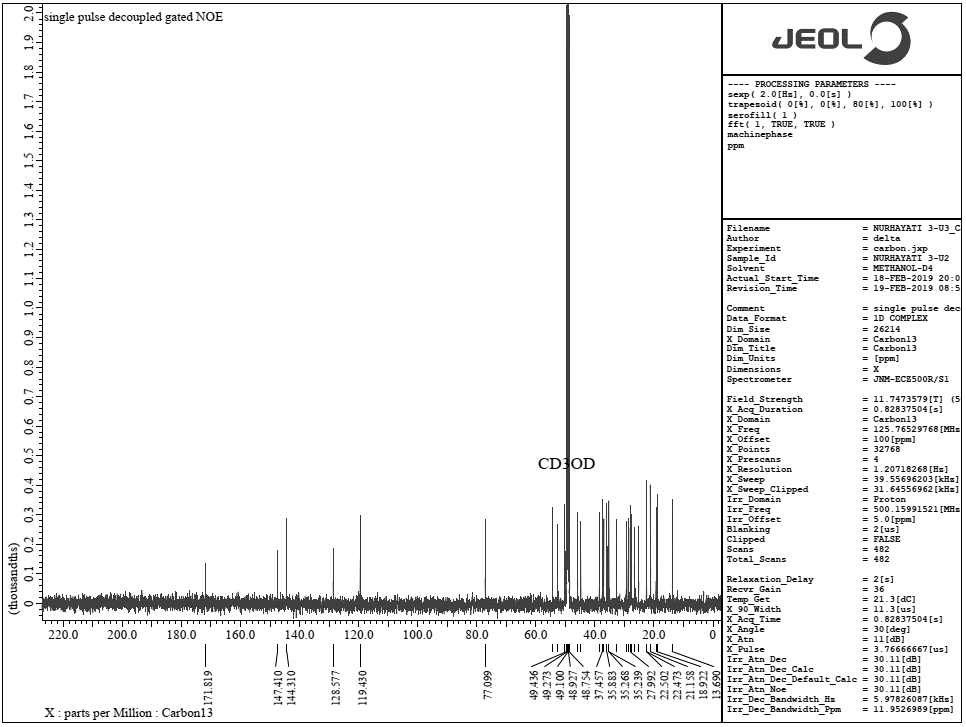 single pulse decoupled gated NOE
2.0
1.9
1.8
1.7
1.6
1.5
1.4
1.3
1.2
1.1
1.0
0.9
0.8
0.7
0.6
0.5
0.4
0.3
0.2
0.1
0
(thousandths)
CD3OD
220.0 200.0 180.0 160.0 140.0 120.0 100.0 80.0 60.0 40.0 20.0 0
171.819
147.410
144.310
128.577
119.430
77.099
49.436
49.273
49.100
48.927
48.754
37.457
35.883
35.268
35.239
27.992
22.502
22.473
21.158
18.922
13.690
X : parts per Million : Carbon13
JEOL
---- PROCESSING PARAMETERS ----
sexp( 2.0[Hz], 0.0[s] )
trapezoid( 0[%], 0[%], 80[%], 100[%] )
zerofill( 1 )
fft( 1, TRUE, TRUE )
machinephase
ppm
Filename = NURHAYATI 3-U3_C
Author = delta
Experiment = carbon.jxp
Sample_Id = NURHAYATI 3-U2
Solvent = METHANOL-D4
Actual_Start_Time = 18-FEB-2019 20:0
Revision_Time = 19-FEB-2019 08:5
Comment = single pulse dec
Data_Format = 1D COMPLEX
Dim_Size = 26214
X_Domain = Carbon13
Dim_Title = Carbon13
Dim_Units = [ppm]
Dimensions = X
Spectrometer = JNM-ECZ500R/S1
Field_Strength = 11.7473579[T] (5
X_Acq_Duration = 0.82837504[s]
X_Domain = Carbon13
X_Freq = 125.76529768[MHz
X_Offset = 100[ppm]
X_Points = 32768
X_Prescans = 4
X_Resolution = 1.20718268[Hz]
X_Sweep = 39.55696203[kHz]
X_Sweep_Clipped = 31.64556962[kHz]
Irr_Domain = Proton
Irr_Freq = 500.15991521[MHz
Irr_Offset = 5.0[ppm]
Blanking = 2[us]
Clipped = FALSE
Scans = 482
Total_Scans = 482
Relaxation_Delay = 2[s]
Recvr_Gain = 36
Temp_Get = 21.3[dC]
X_90_Width = 11.3[us]
X_Acq_Time = 0.82837504[s]
X_Angle = 30[deg]
X_Atn = 11[dB]
X_Pulse = 3.76666667[us]
Irr_Atn_Dec = 30.11[dB]
Irr_Atn_Dec_Calc = 30.11[dB]
Irr_Atn_Dec_Default_Calc = 30.11[dB]
Irr_Atn_Noe = 30.11[dB]
Irr_Dec_Bandwidth_Hz = 5.97826087[kHz]
Irr_Dec_Bandwidth_Ppm = 11.9526989[ppm]